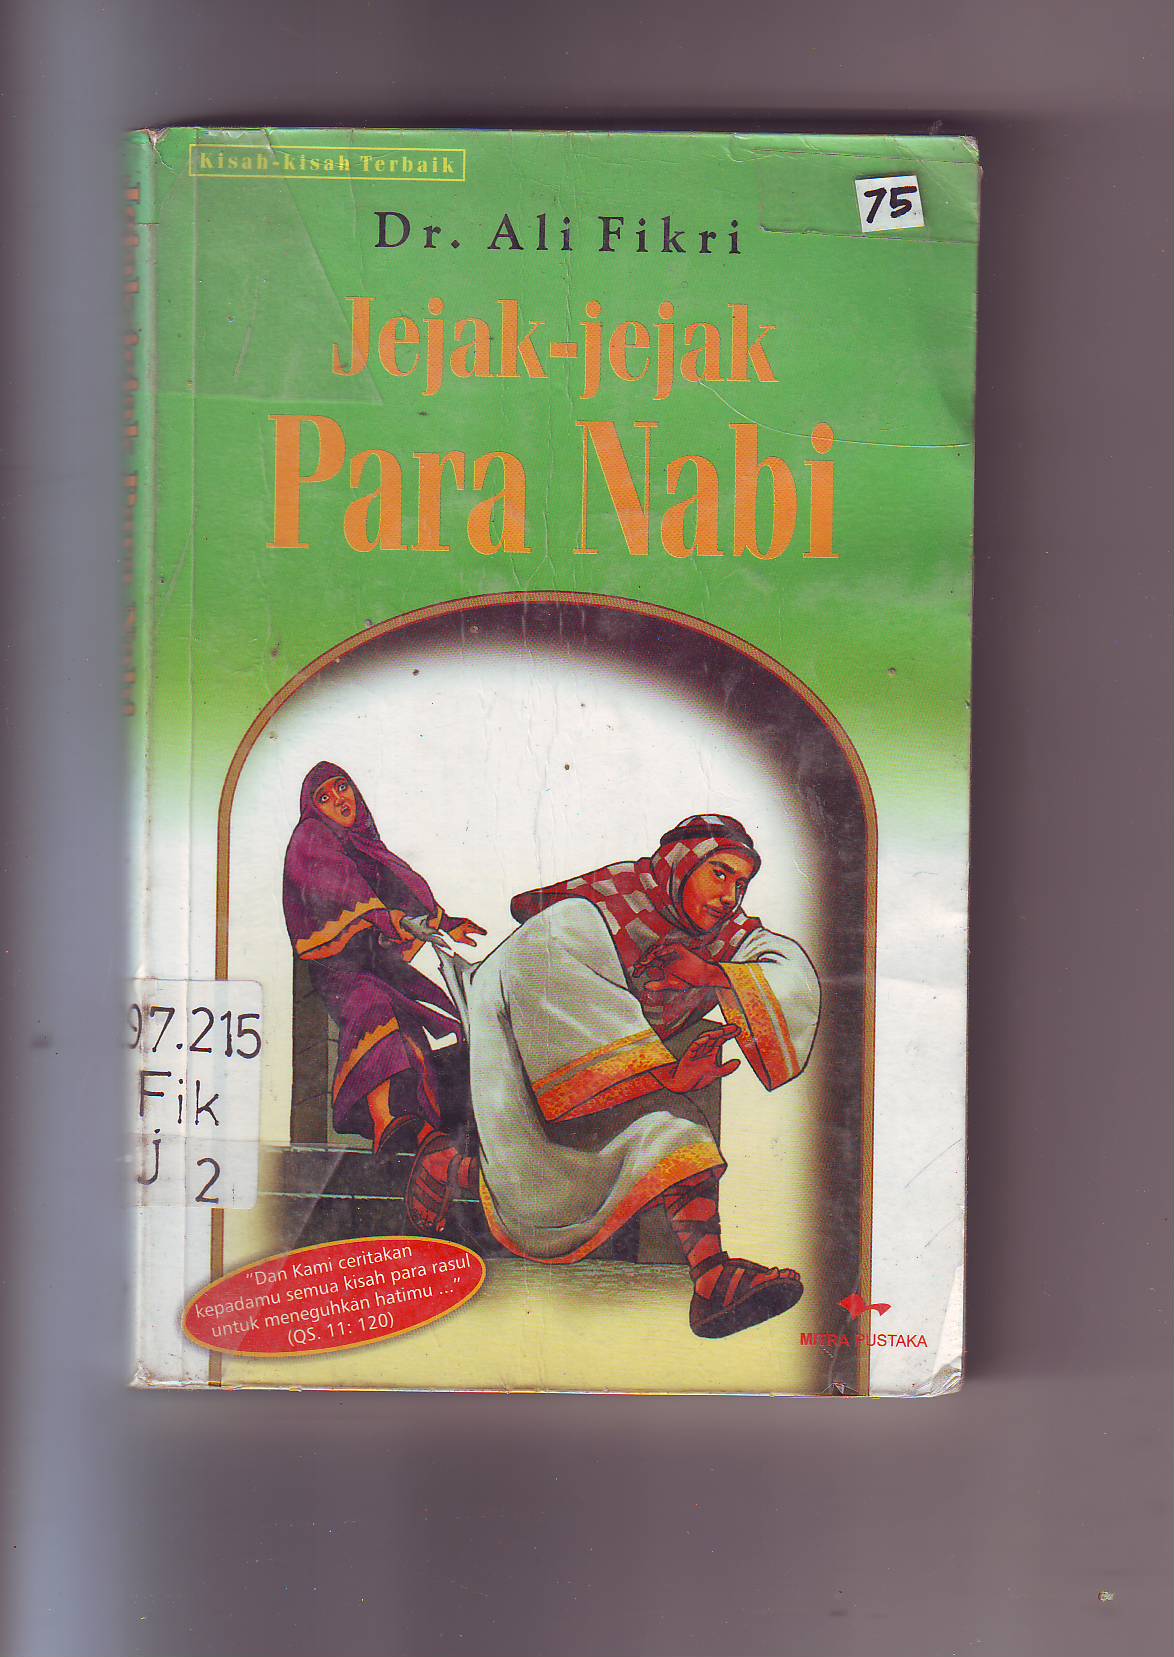 Kisah-kisah Terbaik
75
Dr. Ali Fikri
Jejak-jejak
Para Nabi
97.215
Fik
j 2
"Dan Kami ceritakan
kepadamu semua kisah para rasul
untuk meneguhkan hatimu ..."
(QS. 11: 120)
MITRA PUSTAKA